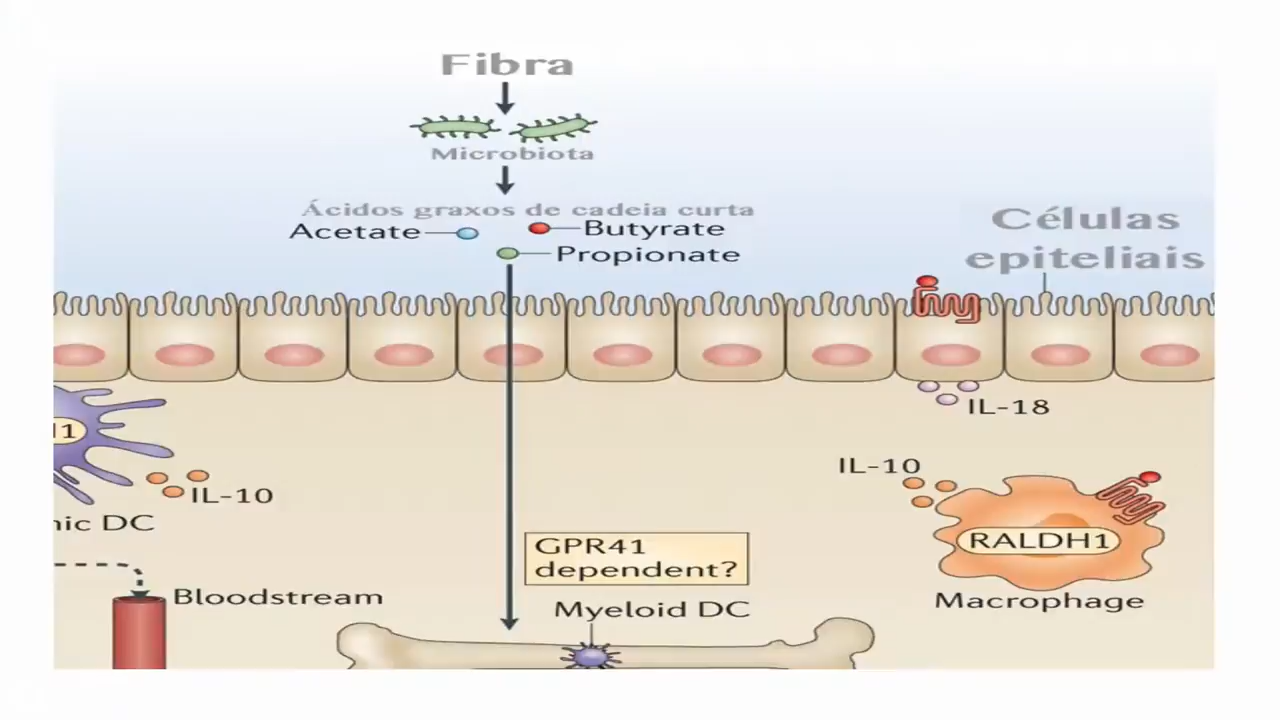 Fibra
Microbiota
Ácidos graxos de cadeia curta
Acetate
Butyrate
Propionate
Células
epiteliais
IL-18
IL-10
IL-10
DC
RALDH1
GPR41
dependent?
Bloodstream
Myeloid DC
Macrophage